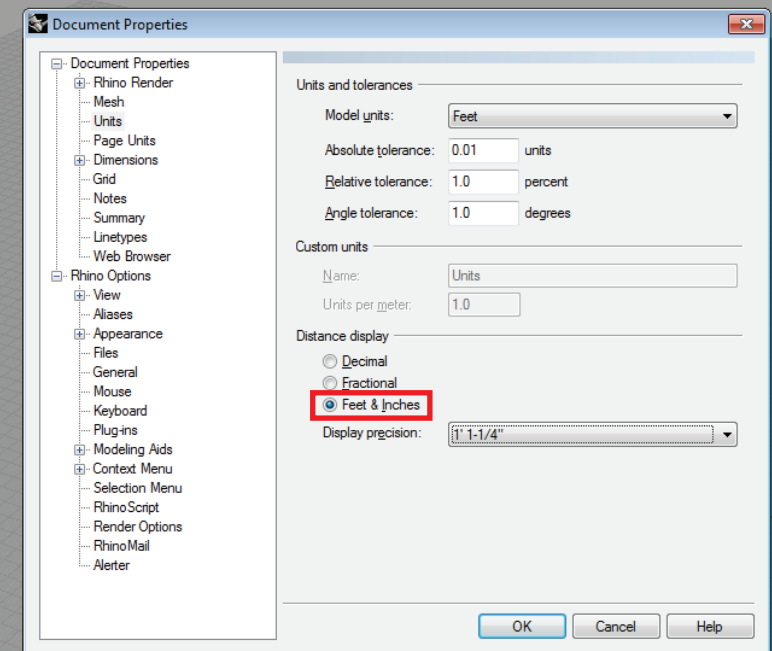 Document Properties
Document Properties
Rhino Render
Mesh
Units
Page Units
Dimensions
Grid
Notes
Summary
Linetypes
Web Browser
Rhino Options
View
Aliases
Appearance
Files
General
Mouse
Keyboard
Plug-ins
Modeling Aids
Context Menu
Selection Menu
RhinoScript
Render Options
RhinoMail
Alerter
Units and tolerances
Model units: Feet
Absolute tolerance: 0.01 units
Relative tolerance: 1.0 percent
Angle tolerance: 1.0 degrees
Custom units
Name: Units
Units per meter: 1.0
Distance display
Decimal
Fractional
Feet & Inches
Display precision: 1' 1-1/4"
OK Cancel Help